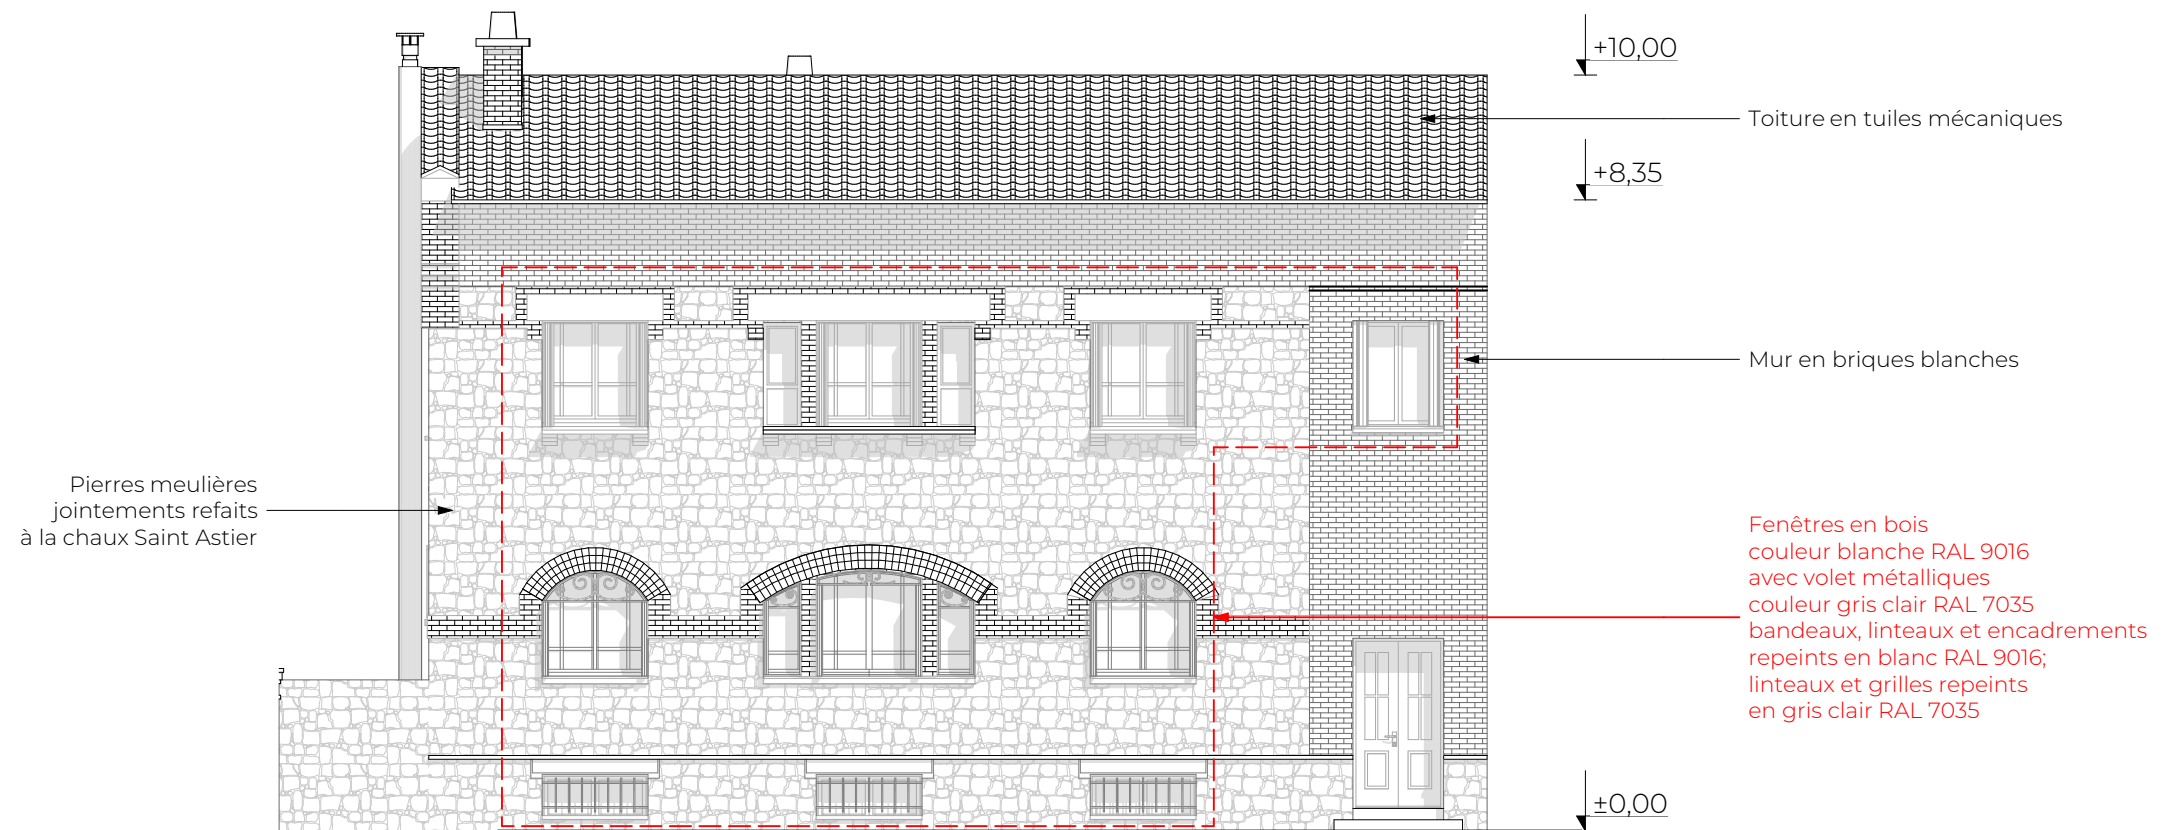 +10,00
Toiture en tuiles mécaniques
+8,35
Mur en briques blanches
Pierres meulières
jointements refaits
à la chaux Saint Astier
Fenêtres en bois
couleur blanche RAL 9016
avec volet métalliques
couleur gris clair RAL 7035
bandeaux, linteaux et encadrements
repeints en blanc RAL 9016;
linteaux et grilles repeints
en gris clair RAL 7035
±0,00